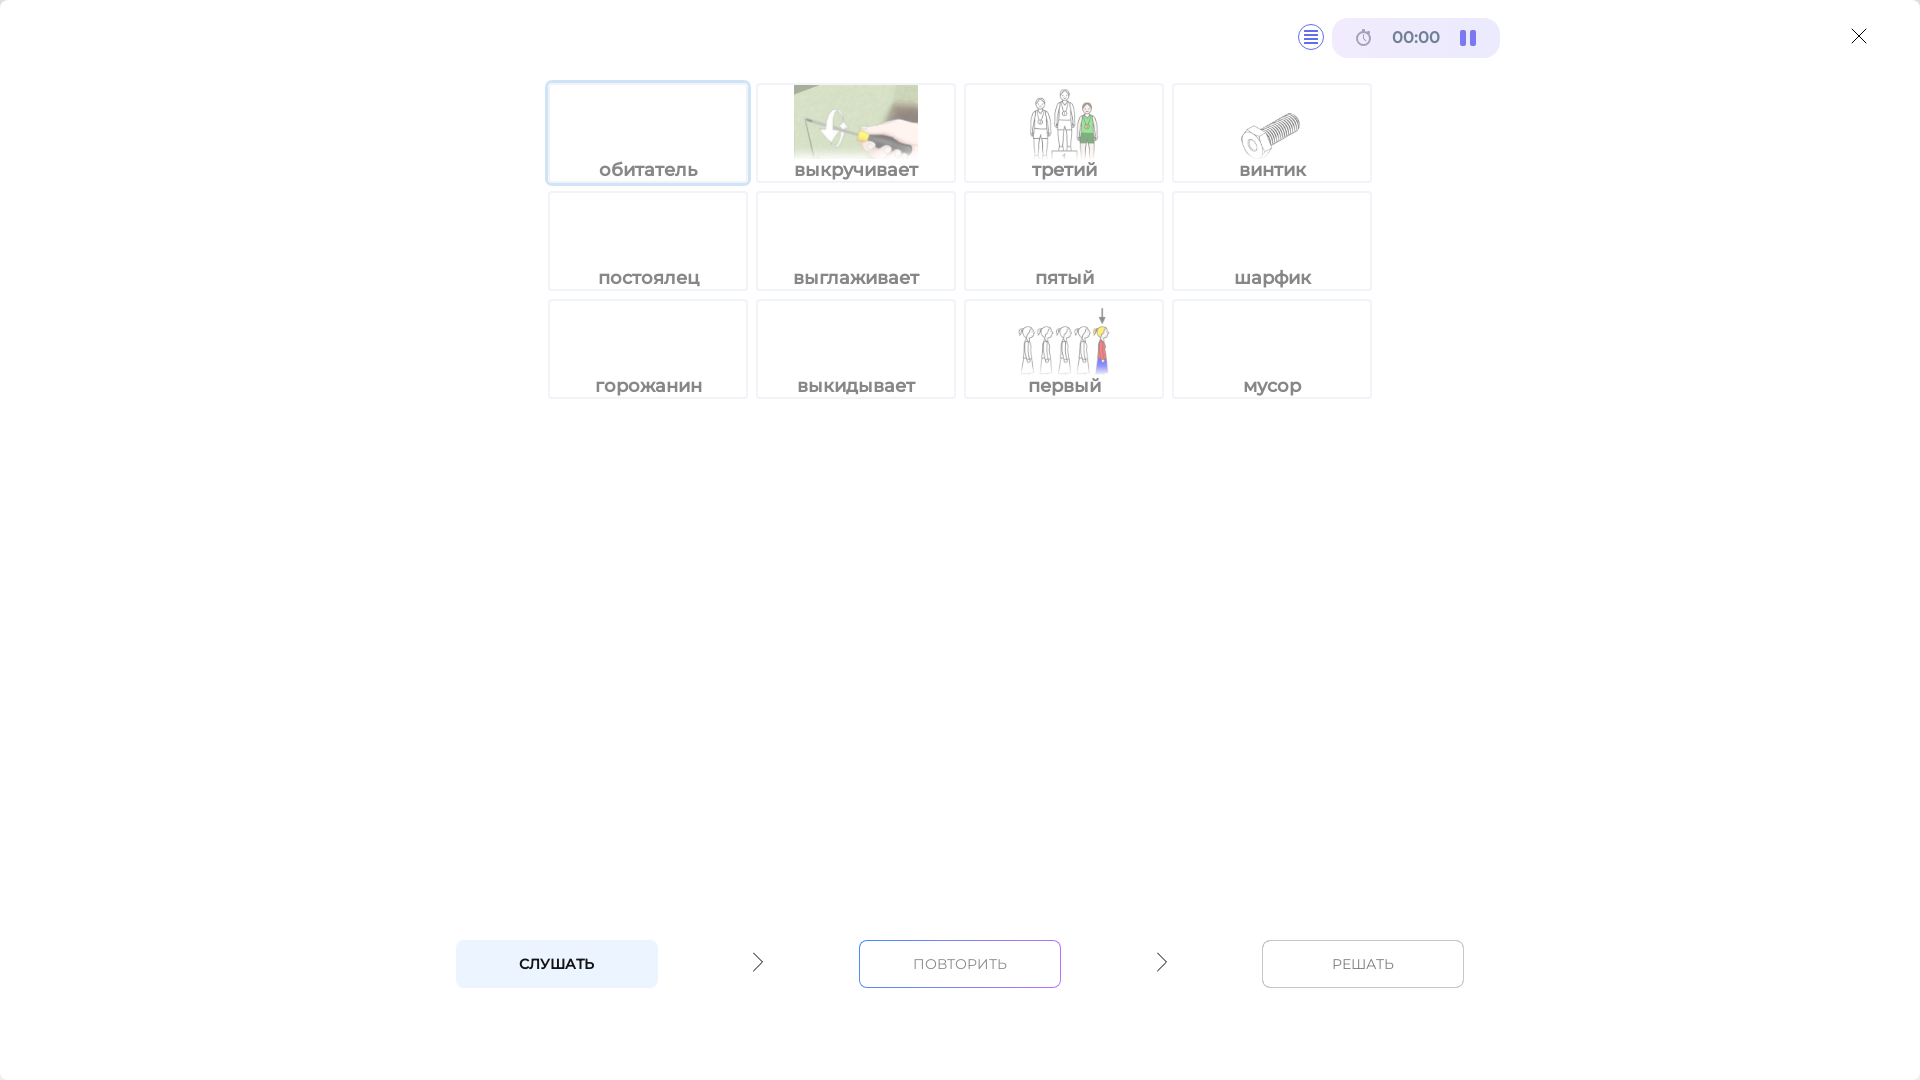 00:00
обитатель
выкручивает
третий
винтик
постоялец
выглаживает
пятый
шарфик
горожанин
выкидывает
первый
мусор
СЛУШАТЬ
ПОВТОРИТЬ
РЕШАТЬ